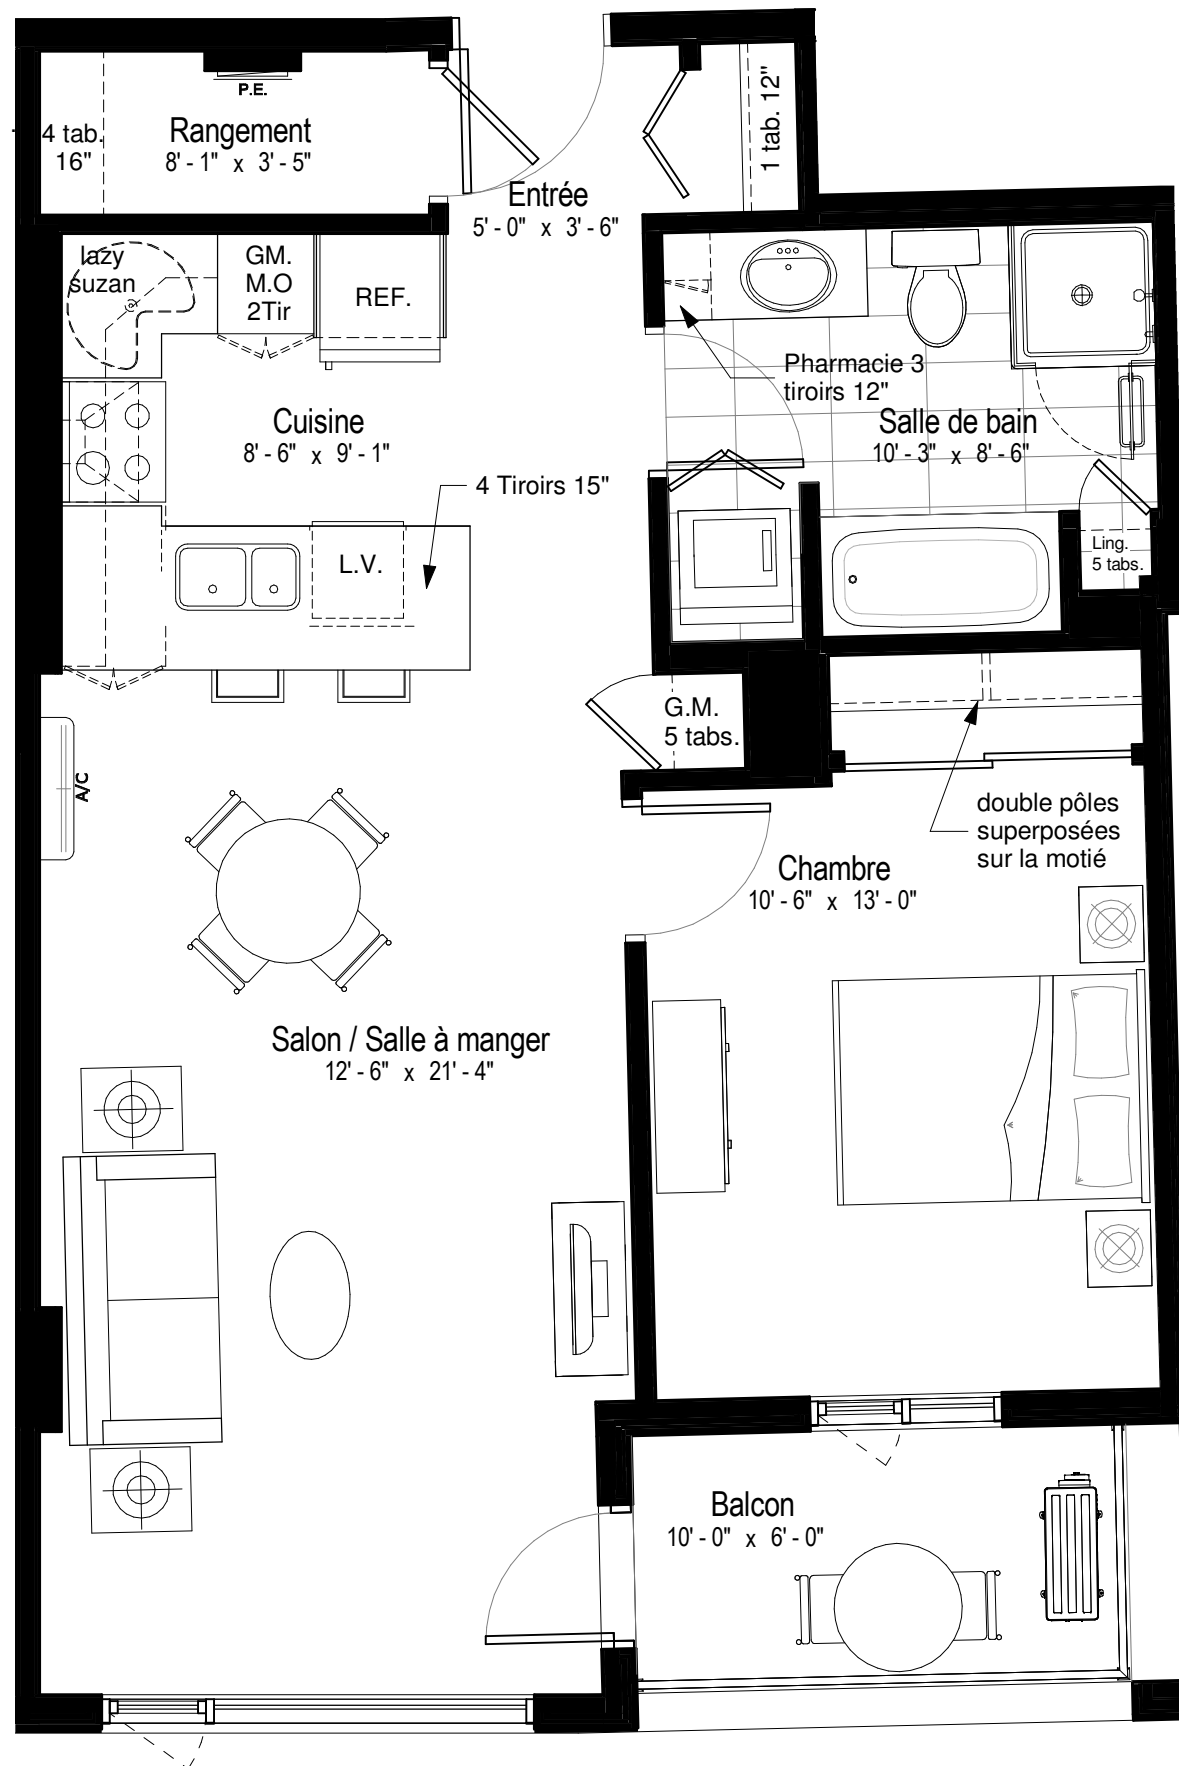 P.E.
4 tab.
16"
Rangement
8' - 1" x 3' - 5"
1 tab. 12"
Entrée
5' - 0" x 3' - 6"
lazy
suzan
GM.
M.O
2Tir
REF.
Pharmacie 3
tiroirs 12"
Cuisine
8' - 6" x 9' - 1"
Salle de bain
10' - 3" x 8' - 6"
4 Tiroirs 15"
L.V.
Ling.
5 tabs.
G.M.
5 tabs.
A/C
double pôles
superposées
sur la motié
Chambre
10' - 6" x 13' - 0"
Salon / Salle à manger
12' - 6" x 21' - 4"
Balcon
10' - 0" x 6' - 0"